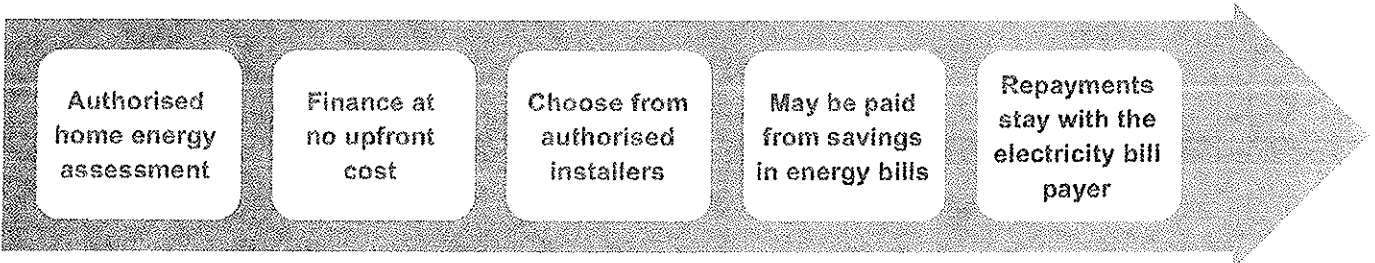 Authorised
home energy
assessment
Finance at
no upfront
cost
Choose from
authorised
installers
May be paid
from savings
in energy bills
Repayments
stay with the
electricity bill
payer